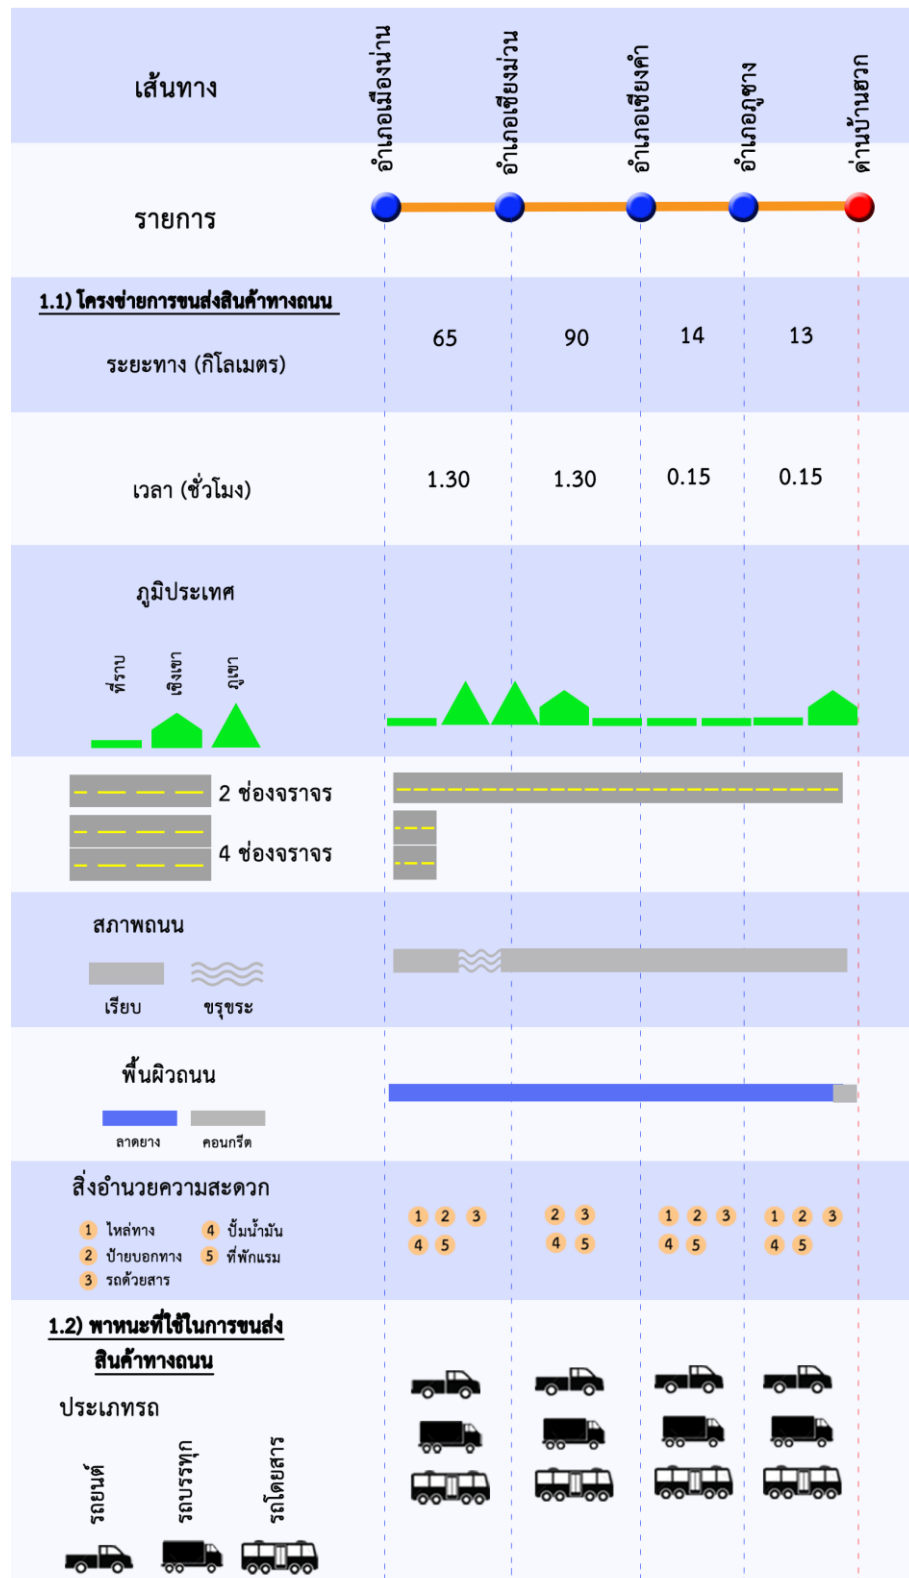 เส้นทาง
อำเภอเมืองน่าน
อำเภอเชียงม่วน
อำเภอเชียงคำ
อำเภอภูซาง
ด่านบ้านฮวก
รายการ
1.1) โครงข่ายการขนส่งสินค้าทางถนน
ระยะทาง (กิโลเมตร)
65 90 14 13
เวลา (ชั่วโมง)
1.30 1.30 0.15 0.15
ภูมิประเทศ
ที่ราบ
เชิงเขา
ภูเขา
2 ช่องจราจร
4 ช่องจราจร
สภาพถนน
เรียบ ขรุขระ
พื้นผิวถนน
ลาดยาง คอนกรีต
สิ่งอำนวยความสะดวก
1 ไหล่ทาง 4 ปั้มน้ำมัน
2 ป้ายบอกทาง 5 ที่พักแรม
3 รถด้วยสาร
1 2 3 2 3 1 2 3 1 2 3
4 5 4 5 4 5 4 5
1.2) พาหนะที่ใช้ในการขนส่ง
สินค้าทางถนน
ประเภทรถ
รถยนต์
รถบรรทุก
รถโดยสาร